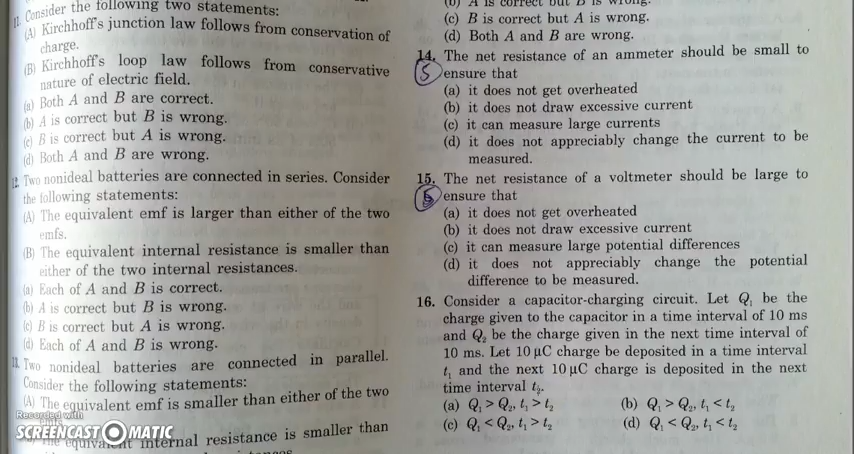 11. Consider the following two statements:
(A) Kirchhoff's junction law follows from conservation of
charge.
(B) Kirchhoff's loop law follows from conservative
nature of electric field.
(a) Both A and B are correct.
(b) A is correct but B is wrong.
(c) B is correct but A is wrong.
(d) Both A and B are wrong.
12. Two nonideal batteries are connected in series. Consider
the following statements:
(A) The equivalent emf is larger than either of the two
emfs.
(B) The equivalent internal resistance is smaller than
either of the two internal resistances.
(a) Each of A and B is correct.
(b) A is correct but B is wrong.
(c) B is correct but A is wrong.
(d) Each of A and B is wrong.
13. Two nonideal batteries are connected in parallel.
Consider the following statements:
(A) The equivalent emf is smaller than either of the two
Recorded with
SCREENCAST-O-MATIC
The equivalent internal resistance is smaller than
(b) A is correct but B is wrong.
(c) B is correct but A is wrong.
(d) Both A and B are wrong.
14. The net resistance of an ammeter should be small to
5 ensure that
(a) it does not get overheated
(b) it does not draw excessive current
(c) it can measure large currents
(d) it does not appreciably change the current to be
measured.
15. The net resistance of a voltmeter should be large to
ensure that
(a) it does not get overheated
(b) it does not draw excessive current
(c) it can measure large potential differences
(d) it does not appreciably change the potential
difference to be measured.
16. Consider a capacitor-charging circuit. Let Q₁ be the
charge given to the capacitor in a time interval of 10 ms
and Q₂ be the charge given in the next time interval of
10 ms. Let 10 µC charge be deposited in a time interval
t₁ and the next 10 µC charge is deposited in the next
time interval t₂.
(a) Q₁ > Q₂, t₁ > t₂ (b) Q₁ > Q₂, t₁ < t₂
(c) Q₁ < Q₂, t₁ > t₂ (d) Q₁ < Q₂, t₁ < t₂